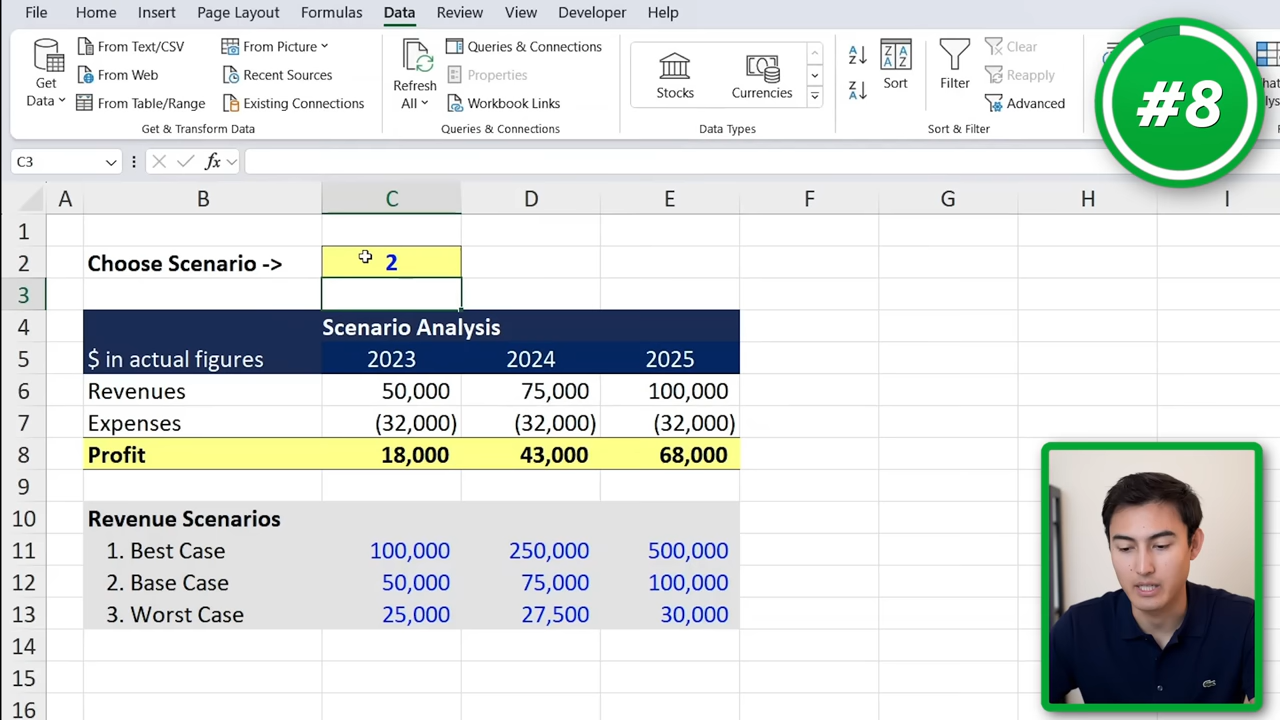 File Home Insert Page Layout Formulas Data Review View Developer Help
Get Data
From Text/CSV
From Web
From Table/Range
From Picture
Recent Sources
Existing Connections
Get & Transform Data
Refresh All
Queries & Connections
Properties
Workbook Links
Queries & Connections
Stocks
Currencies
Data Types
Sort
Filter
Clear
Reapply
Advanced
Sort & Filter
#8
C3 fx
A B C D E F G H I
1
2 Choose Scenario -> 2
3
4 Scenario Analysis
5 $ in actual figures 2023 2024 2025
6 Revenues 50,000 75,000 100,000
7 Expenses (32,000) (32,000) (32,000)
8 Profit 18,000 43,000 68,000
9
10 Revenue Scenarios
11 1. Best Case 100,000 250,000 500,000
12 2. Base Case 50,000 75,000 100,000
13 3. Worst Case 25,000 27,500 30,000
14
15
16